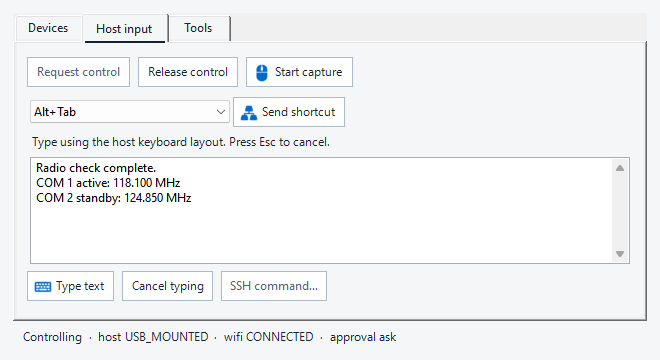 Devices Host input Tools
Request control Release control Start capture
Alt+Tab Send shortcut
Type using the host keyboard layout. Press Esc to cancel.
Radio check complete.
COM 1 active: 118.100 MHz
COM 2 standby: 124.850 MHz
Type text Cancel typing SSH command...
Controlling · host USB_MOUNTED · wifi CONNECTED · approval ask